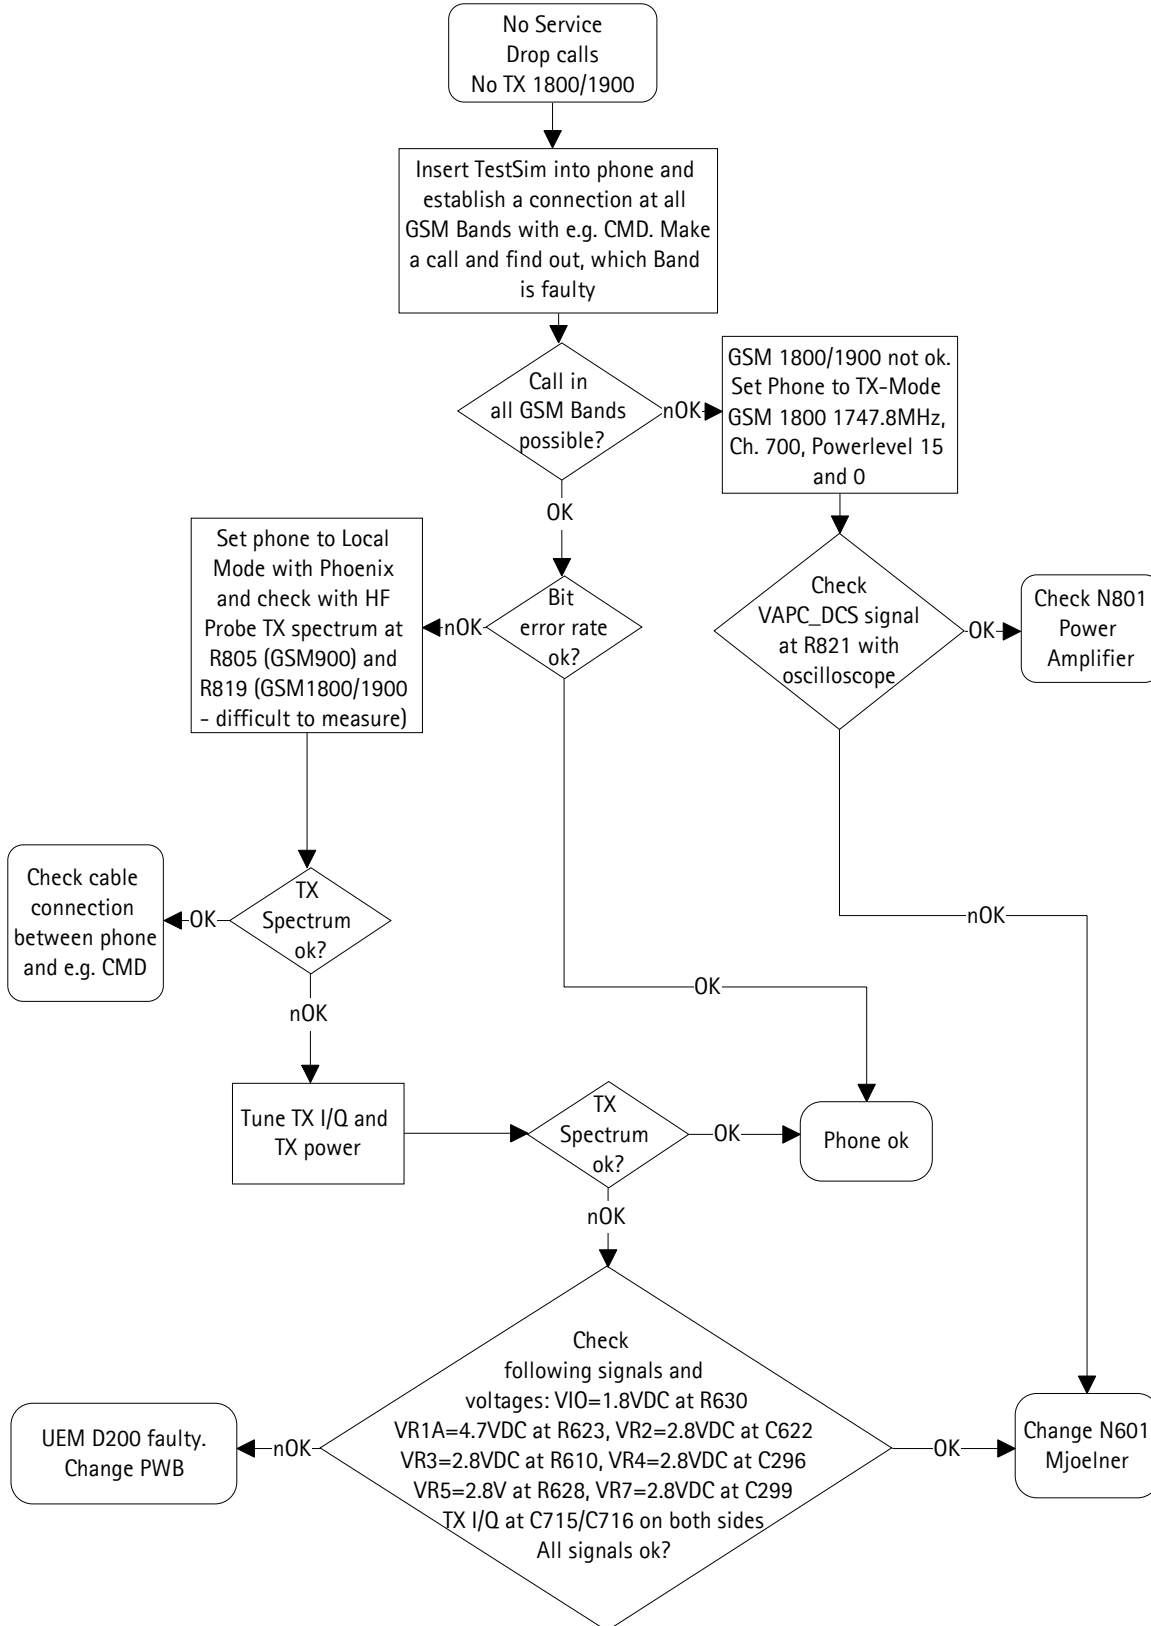 No Service
Drop calls
No TX 1800/1900
Insert TestSim into phone and
establish a connection at all
GSM Bands with e.g. CMD. Make
a call and find out, which Band
is faulty
Call in
all GSM Bands
possible?
nOK
GSM 1800/1900 not ok.
Set Phone to TX-Mode
GSM 1800 1747.8MHz,
Ch. 700, Powerlevel 15
and 0
OK
Set phone to Local
Mode with Phoenix
and check with HF
Probe TX spectrum at
R805 (GSM900) and
R819 (GSM1800/1900
- difficult to measure)
nOK
Bit
error rate
ok?
Check
VAPC_DCS signal
at R821 with
oscilloscope
OK
Check N801
Power
Amplifier
Check cable
connection
between phone
and e.g. CMD
OK
TX
Spectrum
ok?
nOK
nOK
OK
Tune TX I/Q and
TX power
TX
Spectrum
ok?
OK
Phone ok
nOK
Check
following signals and
voltages: VIO=1.8VDC at R630
VR1A=4.7VDC at R623, VR2=2.8VDC at C622
VR3=2.8VDC at R610, VR4=2.8VDC at C296
VR5=2.8V at R628, VR7=2.8VDC at C299
TX I/Q at C715/C716 on both sides
All signals ok?
nOK
UEM D200 faulty.
Change PWB
OK
Change N601
Mjoelner